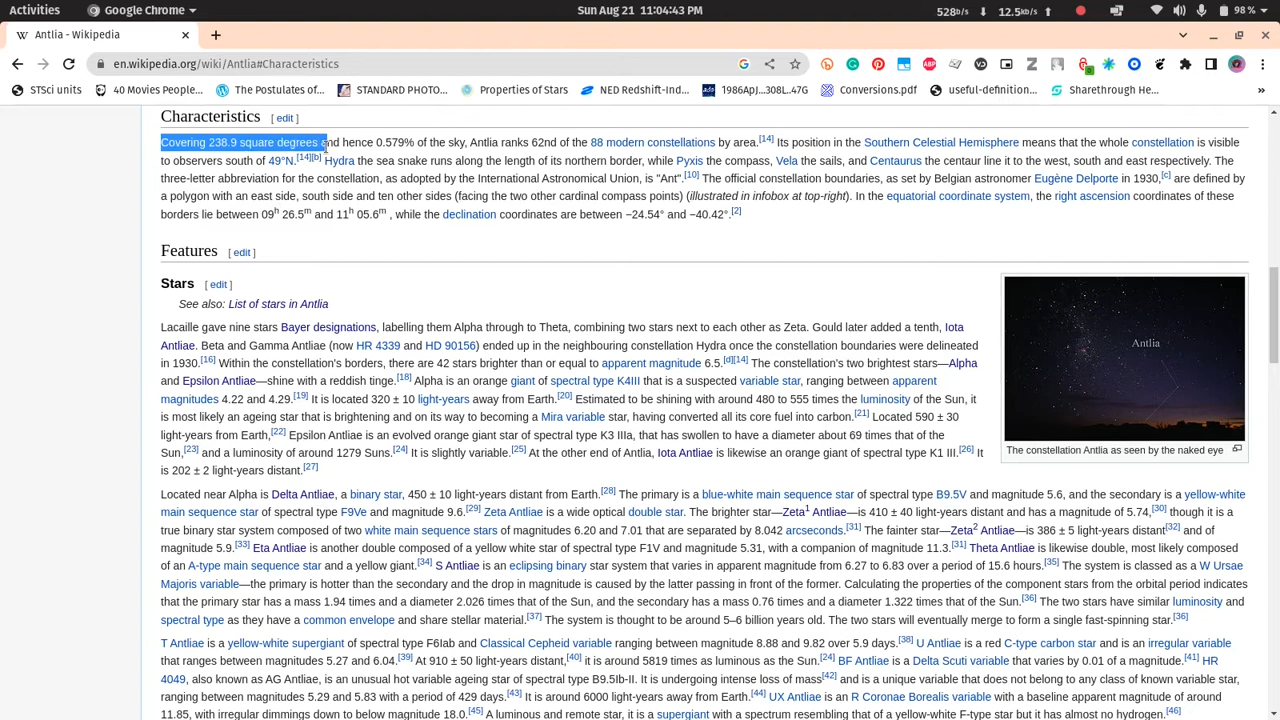 Activities Google Chrome Sun Aug 21 11:04:43 PM 528b/s 12.5kb/s 98 %
Antlia - Wikipedia
en.wikipedia.org/wiki/Antlia#Characteristics
STSci units 40 Movies People... The Postulates of... STANDARD PHOTO... Properties of Stars NED Redshift-Ind... 1986ApJ...308L..47G Conversions.pdf useful-definition... Sharethrough He... »
Characteristics [ edit ]
Covering 238.9 square degrees and hence 0.579% of the sky, Antlia ranks 62nd of the 88 modern constellations by area.[14] Its position in the Southern Celestial Hemisphere means that the whole constellation is visible
to observers south of 49°N.[14][b] Hydra the sea snake runs along the length of its northern border, while Pyxis the compass, Vela the sails, and Centaurus the centaur line it to the west, south and east respectively. The
three-letter abbreviation for the constellation, as adopted by the International Astronomical Union, is "Ant".[10] The official constellation boundaries, as set by Belgian astronomer Eugène Delporte in 1930,[c] are defined by
a polygon with an east side, south side and ten other sides (facing the two other cardinal compass points) (illustrated in infobox at top-right). In the equatorial coordinate system, the right ascension coordinates of these
borders lie between 09h 26.5m and 11h 05.6m , while the declination coordinates are between −24.54° and −40.42°.[2]
Features [ edit ]
Stars [ edit ]
See also: List of stars in Antlia
Lacaille gave nine stars Bayer designations, labelling them Alpha through to Theta, combining two stars next to each other as Zeta. Gould later added a tenth, Iota
Antliae. Beta and Gamma Antliae (now HR 4339 and HD 90156) ended up in the neighbouring constellation Hydra once the constellation boundaries were delineated
in 1930.[16] Within the constellation's borders, there are 42 stars brighter than or equal to apparent magnitude 6.5.[d][14] The constellation's two brightest stars—Alpha
and Epsilon Antliae—shine with a reddish tinge.[18] Alpha is an orange giant of spectral type K4III that is a suspected variable star, ranging between apparent
magnitudes 4.22 and 4.29.[19] It is located 320 ± 10 light-years away from Earth.[20] Estimated to be shining with around 480 to 555 times the luminosity of the Sun, it
is most likely an ageing star that is brightening and on its way to becoming a Mira variable star, having converted all its core fuel into carbon.[21] Located 590 ± 30
light-years from Earth,[22] Epsilon Antliae is an evolved orange giant star of spectral type K3 IIIa, that has swollen to have a diameter about 69 times that of the
Sun,[23] and a luminosity of around 1279 Suns.[24] It is slightly variable.[25] At the other end of Antlia, Iota Antliae is likewise an orange giant of spectral type K1 III.[26] It
is 202 ± 2 light-years distant.[27]
Antlia
The constellation Antlia as seen by the naked eye
Located near Alpha is Delta Antliae, a binary star, 450 ± 10 light-years distant from Earth.[28] The primary is a blue-white main sequence star of spectral type B9.5V and magnitude 5.6, and the secondary is a yellow-
white main sequence star of spectral type F9Ve and magnitude 9.6.[29] Zeta Antliae is a wide optical double star. The brighter star—Zeta1 Antliae—is 410 ± 40 light-years distant and has a magnitude of 5.74,[30] though it is a
true binary star system composed of two white main sequence stars of magnitudes 6.20 and 7.01 that are separated by 8.042 arcseconds.[31] The fainter star—Zeta2 Antliae—is 386 ± 5 light-years distant[32] and of
magnitude 5.9.[33] Eta Antliae is another double composed of a yellow white star of spectral type F1V and magnitude 5.31, with a companion of magnitude 11.3.[31] Theta Antliae is likewise double, most likely composed
of an A-type main sequence star and a yellow giant.[34] S Antliae is an eclipsing binary star system that varies in apparent magnitude from 6.27 to 6.83 over a period of 15.6 hours.[35] The system is classed as a W Ursae
Majoris variable—the primary is hotter than the secondary and the drop in magnitude is caused by the latter passing in front of the former. Calculating the properties of the component stars from the orbital period indicates
that the primary star has a mass 1.94 times and a diameter 2.026 times that of the Sun, and the secondary has a mass 0.76 times and a diameter 1.322 times that of the Sun.[36] The two stars have similar luminosity and
spectral type as they have a common envelope and share stellar material.[37] The system is thought to be around 5–6 billion years old. The two stars will eventually merge to form a single fast-spinning star.[36]
T Antliae is a yellow-white supergiant of spectral type F6Iab and Classical Cepheid variable ranging between magnitude 8.88 and 9.82 over 5.9 days.[38] U Antliae is a red C-type carbon star and is an irregular variable
that ranges between magnitudes 5.27 and 6.04.[39] At 910 ± 50 light-years distant,[40] it is around 5819 times as luminous as the Sun.[24] BF Antliae is a Delta Scuti variable that varies by 0.01 of a magnitude.[41] HR
4049, also known as AG Antliae, is an unusual hot variable ageing star of spectral type B9.5Ib-II. It is undergoing intense loss of mass[42] and is a unique variable that does not belong to any class of known variable star,
ranging between magnitudes 5.29 and 5.83 with a period of 429 days.[43] It is around 6000 light-years away from Earth.[44] UX Antliae is an R Coronae Borealis variable with a baseline apparent magnitude of around
11.85, with irregular dimmings down to below magnitude 18.0.[45] A luminous and remote star, it is a supergiant with a spectrum resembling that of a yellow-white F-type star but it has almost no hydrogen.[46]